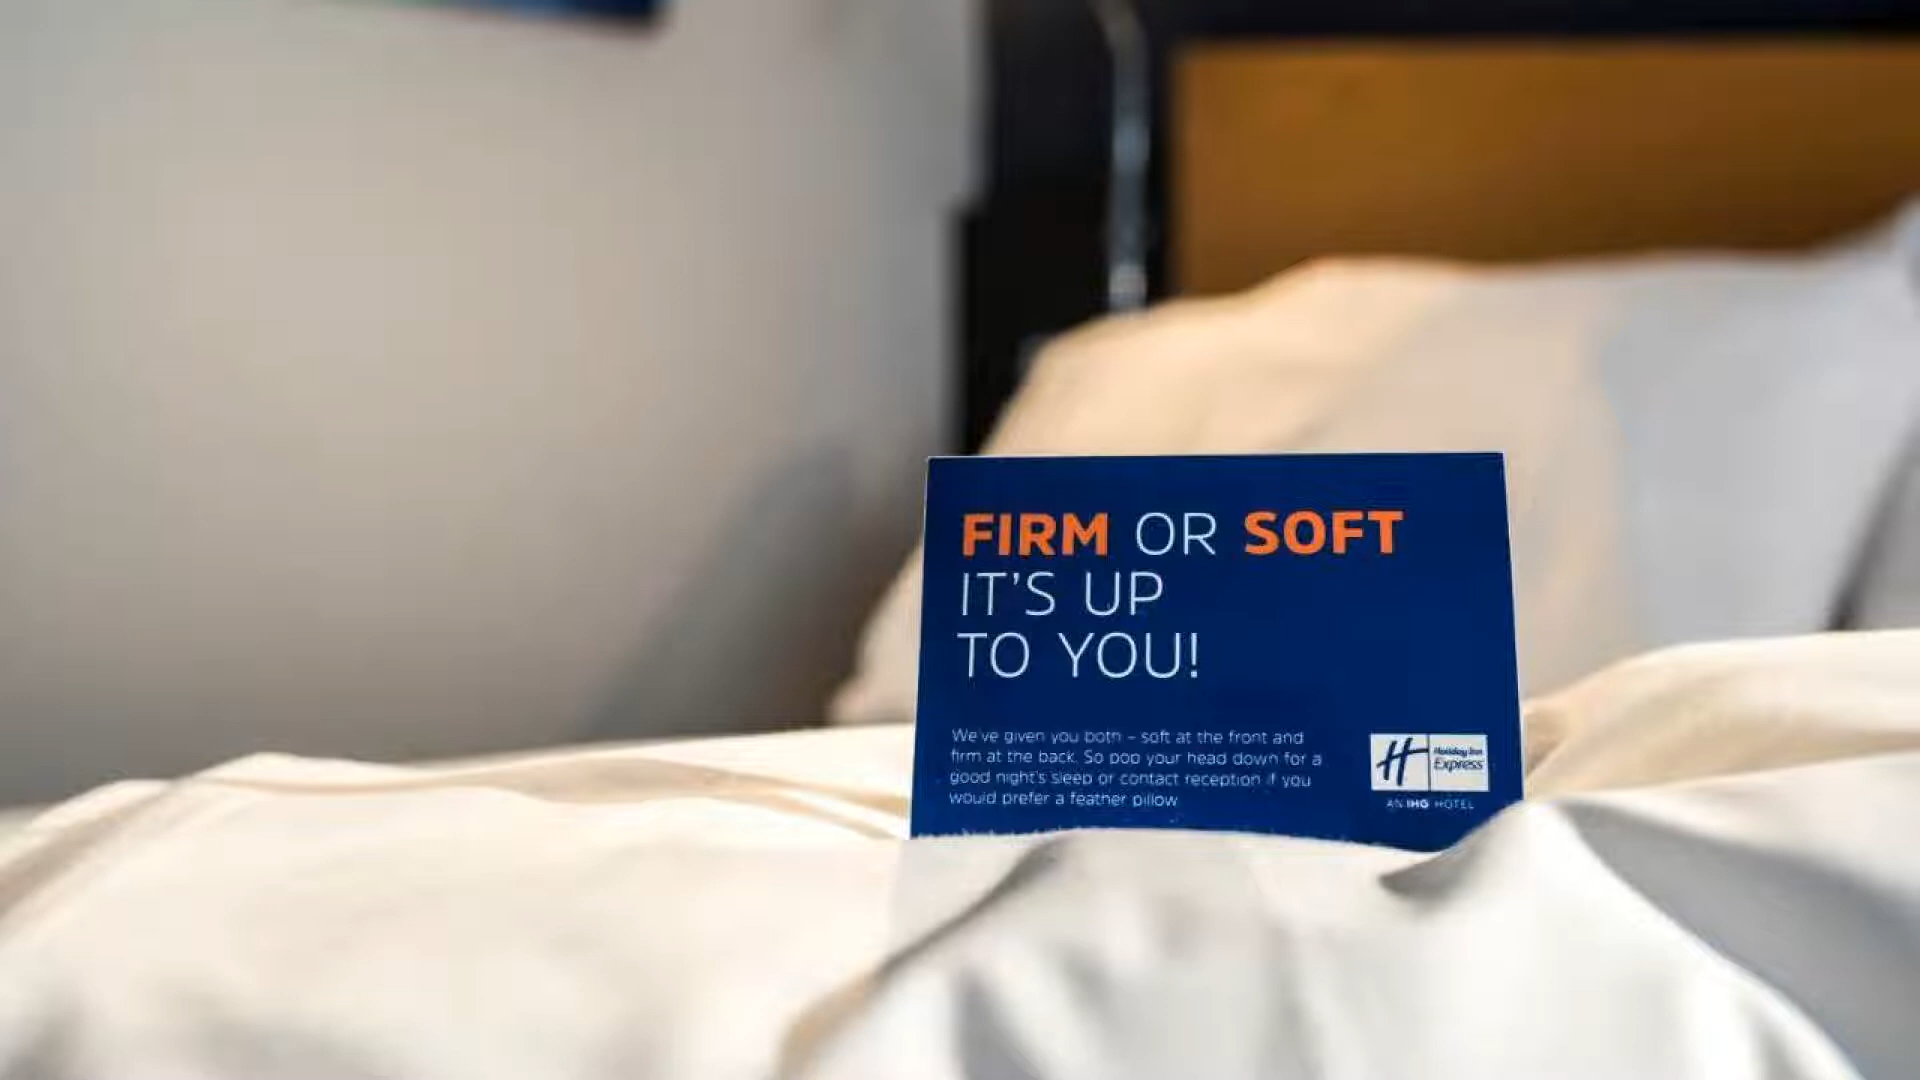 FIRM OR SOFT
IT'S UP
TO YOU!
We've given you both – soft at the front and
firm at the back. So pop your head down for a
good night's sleep or contact reception if you
would prefer a feather pillow
H
Holiday Inn
Express
AN IHG HOTEL